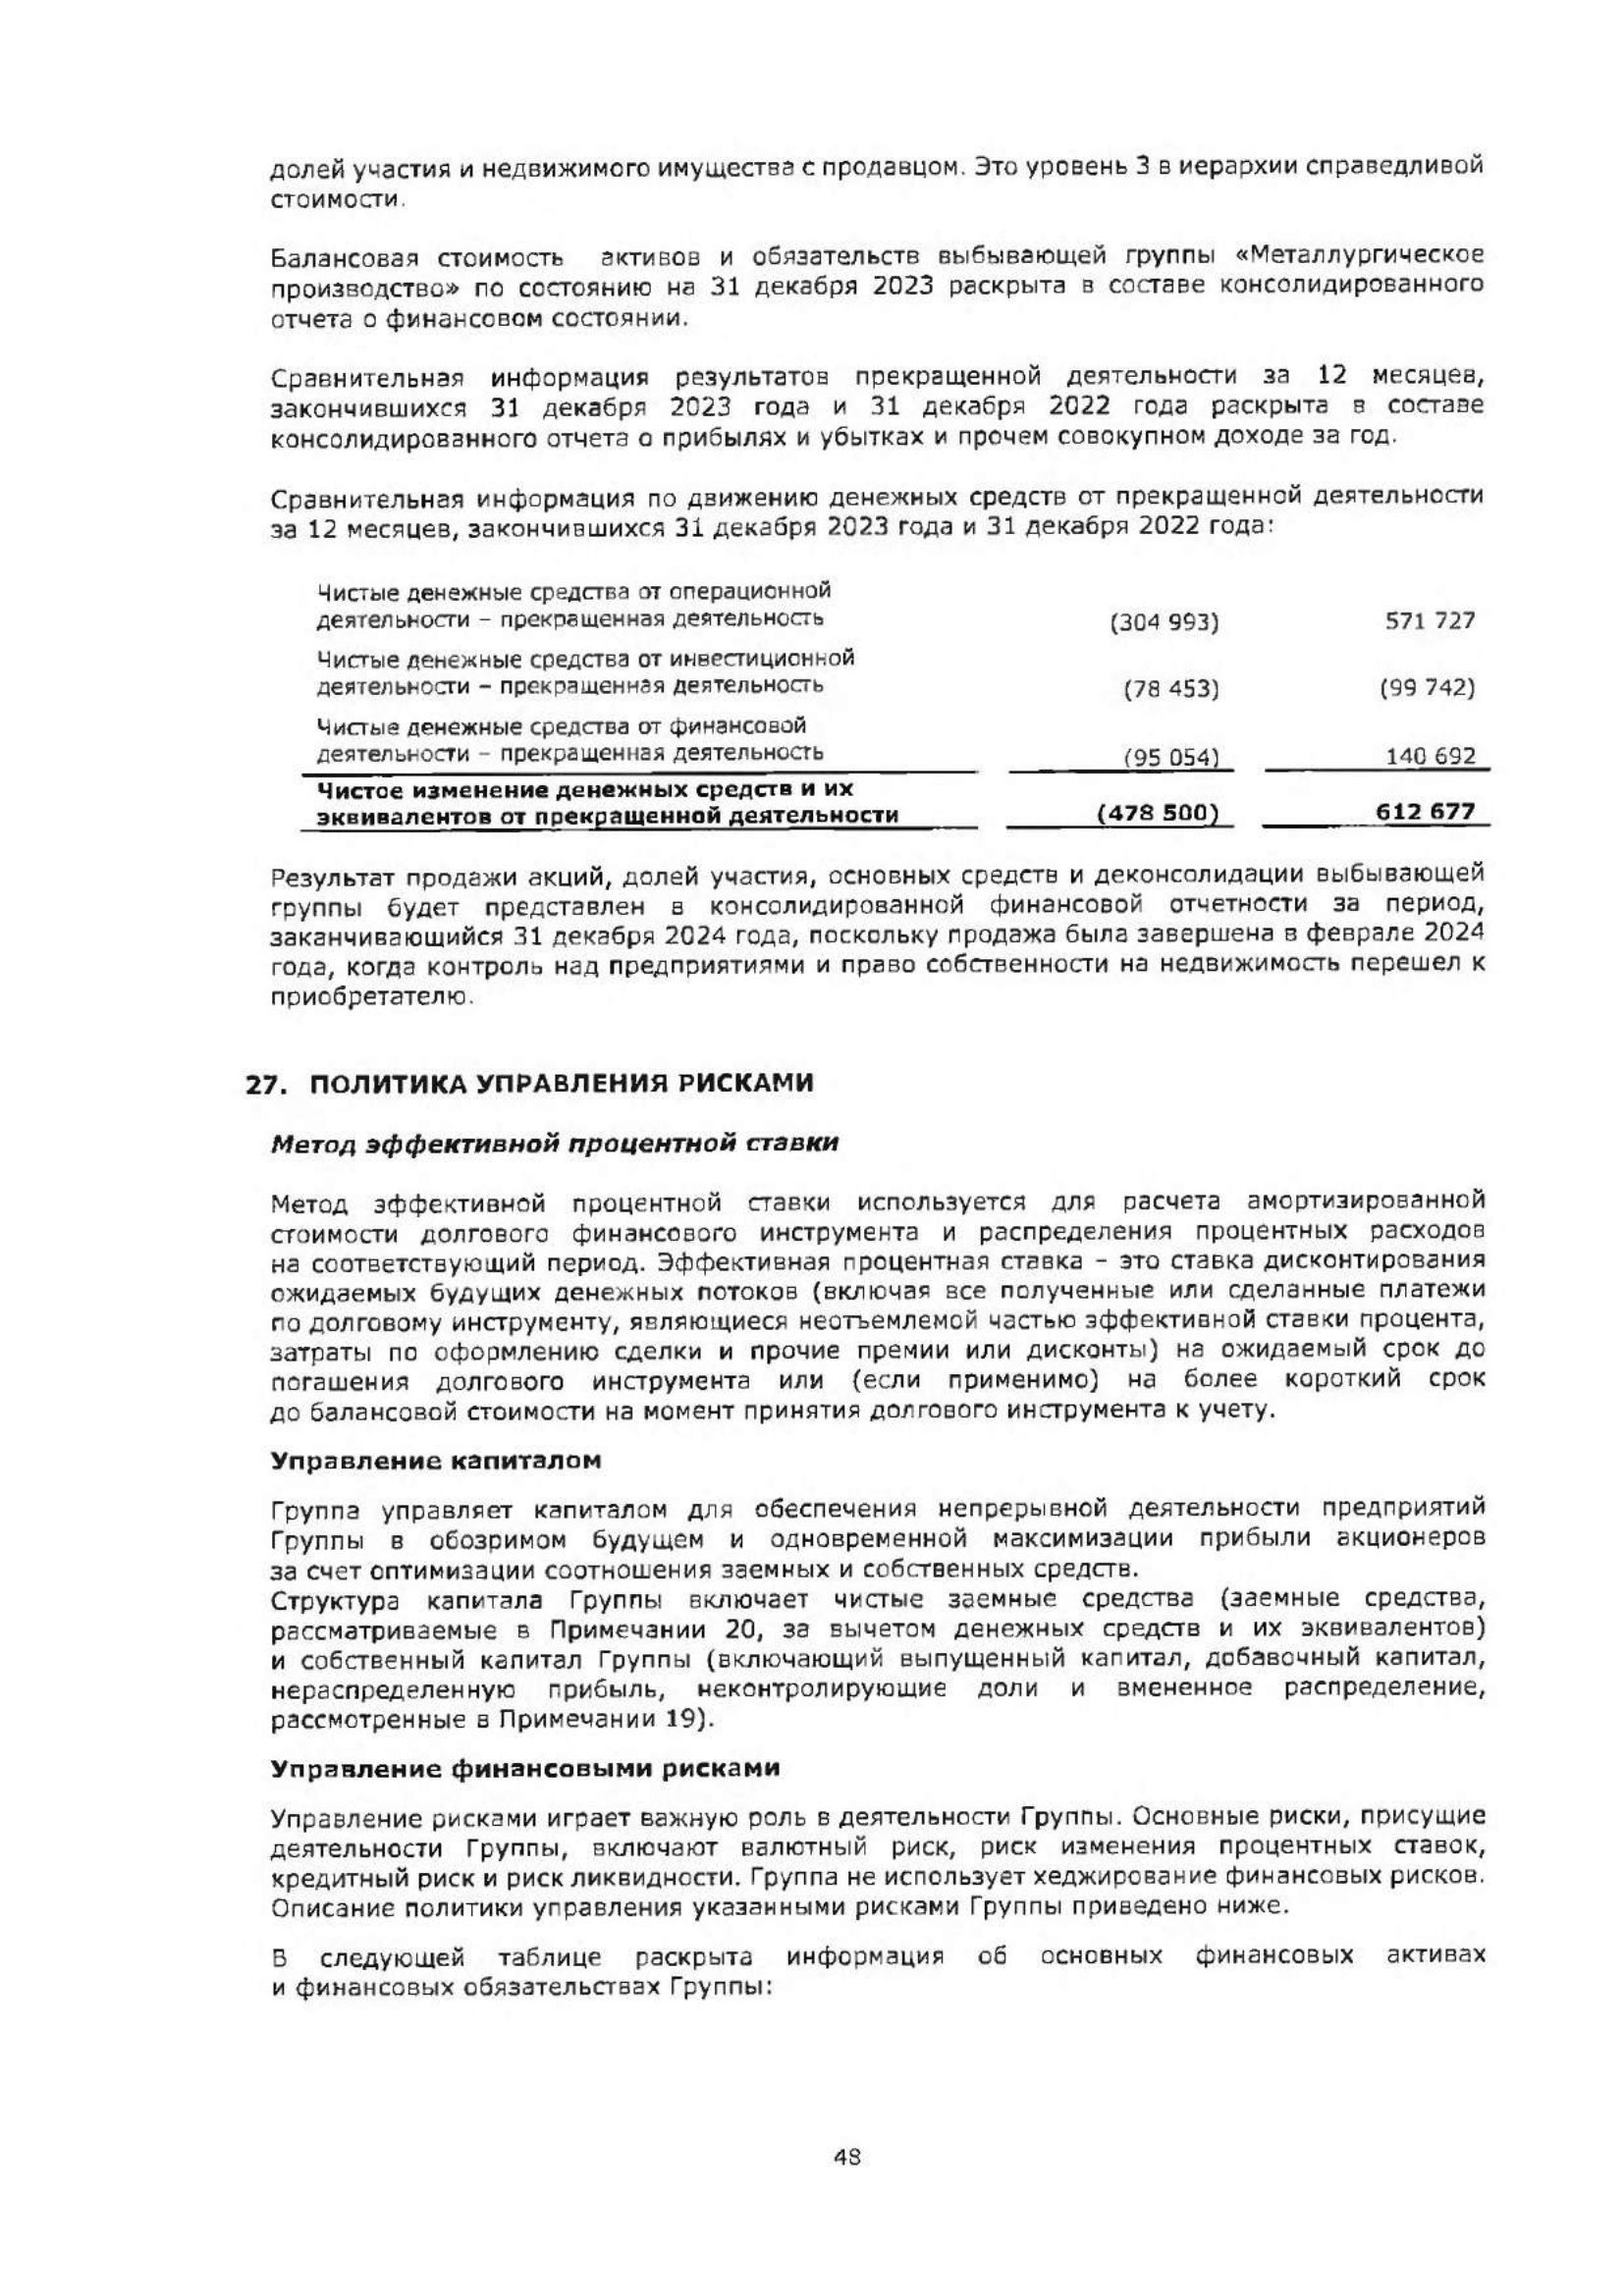 долей участия и недвижимого имущества с продавцом. Это уровень 3 в иерархии справедливой
стоимости.
Балансовая стоимость активов и обязательств выбывающей группы «Металлургическое
производство» по состоянию на 31 декабря 2023 раскрыта в составе консолидированного
отчета о финансовом состоянии.
Сравнительная информация результатов прекращенной деятельности за 12 месяцев,
закончившихся 31 декабря 2023 года и 31 декабря 2022 года раскрыта в составе
консолидированного отчета о прибылях и убытках и прочем совокупном доходе за год.
Сравнительная информация по движению денежных средств от прекращенной деятельности
за 12 месяцев, закончившихся 31 декабря 2023 года и 31 декабря 2022 года:
Чистые денежные средства от операционной
деятельности – прекращенная деятельность (304 993) 571 727
Чистые денежные средства от инвестиционной
деятельности – прекращенная деятельность (78 453) (99 742)
Чистые денежные средства от финансовой
деятельности – прекращенная деятельность (95 054) 140 692
Чистое изменение денежных средств и их
эквивалентов от прекращенной деятельности (478 500) 612 677
Результат продажи акций, долей участия, основных средств и деконсолидации выбывающей
группы будет представлен в консолидированной финансовой отчетности за период,
заканчивающийся 31 декабря 2024 года, поскольку продажа была завершена в феврале 2024
года, когда контроль над предприятиями и право собственности на недвижимость перешел к
приобретателю.
27. ПОЛИТИКА УПРАВЛЕНИЯ РИСКАМИ
Метод эффективной процентной ставки
Метод эффективной процентной ставки используется для расчета амортизированной
стоимости долгового финансового инструмента и распределения процентных расходов
на соответствующий период. Эффективная процентная ставка – это ставка дисконтирования
ожидаемых будущих денежных потоков (включая все полученные или сделанные платежи
по долговому инструменту, являющиеся неотъемлемой частью эффективной ставки процента,
затраты по оформлению сделки и прочие премии или дисконты) на ожидаемый срок до
погашения долгового инструмента или (если применимо) на более короткий срок
до балансовой стоимости на момент принятия долгового инструмента к учету.
Управление капиталом
Группа управляет капиталом для обеспечения непрерывной деятельности предприятий
Группы в обозримом будущем и одновременной максимизации прибыли акционеров
за счет оптимизации соотношения заемных и собственных средств.
Структура капитала Группы включает чистые заемные средства (заемные средства,
рассматриваемые в Примечании 20, за вычетом денежных средств и их эквивалентов)
и собственный капитал Группы (включающий выпущенный капитал, добавочный капитал,
нераспределенную прибыль, неконтролирующие доли и вмененное распределение,
рассмотренные в Примечании 19).
Управление финансовыми рисками
Управление рисками играет важную роль в деятельности Группы. Основные риски, присущие
деятельности Группы, включают валютный риск, риск изменения процентных ставок,
кредитный риск и риск ликвидности. Группа не использует хеджирование финансовых рисков.
Описание политики управления указанными рисками Группы приведено ниже.
В следующей таблице раскрыта информация об основных финансовых активах
и финансовых обязательствах Группы:
48